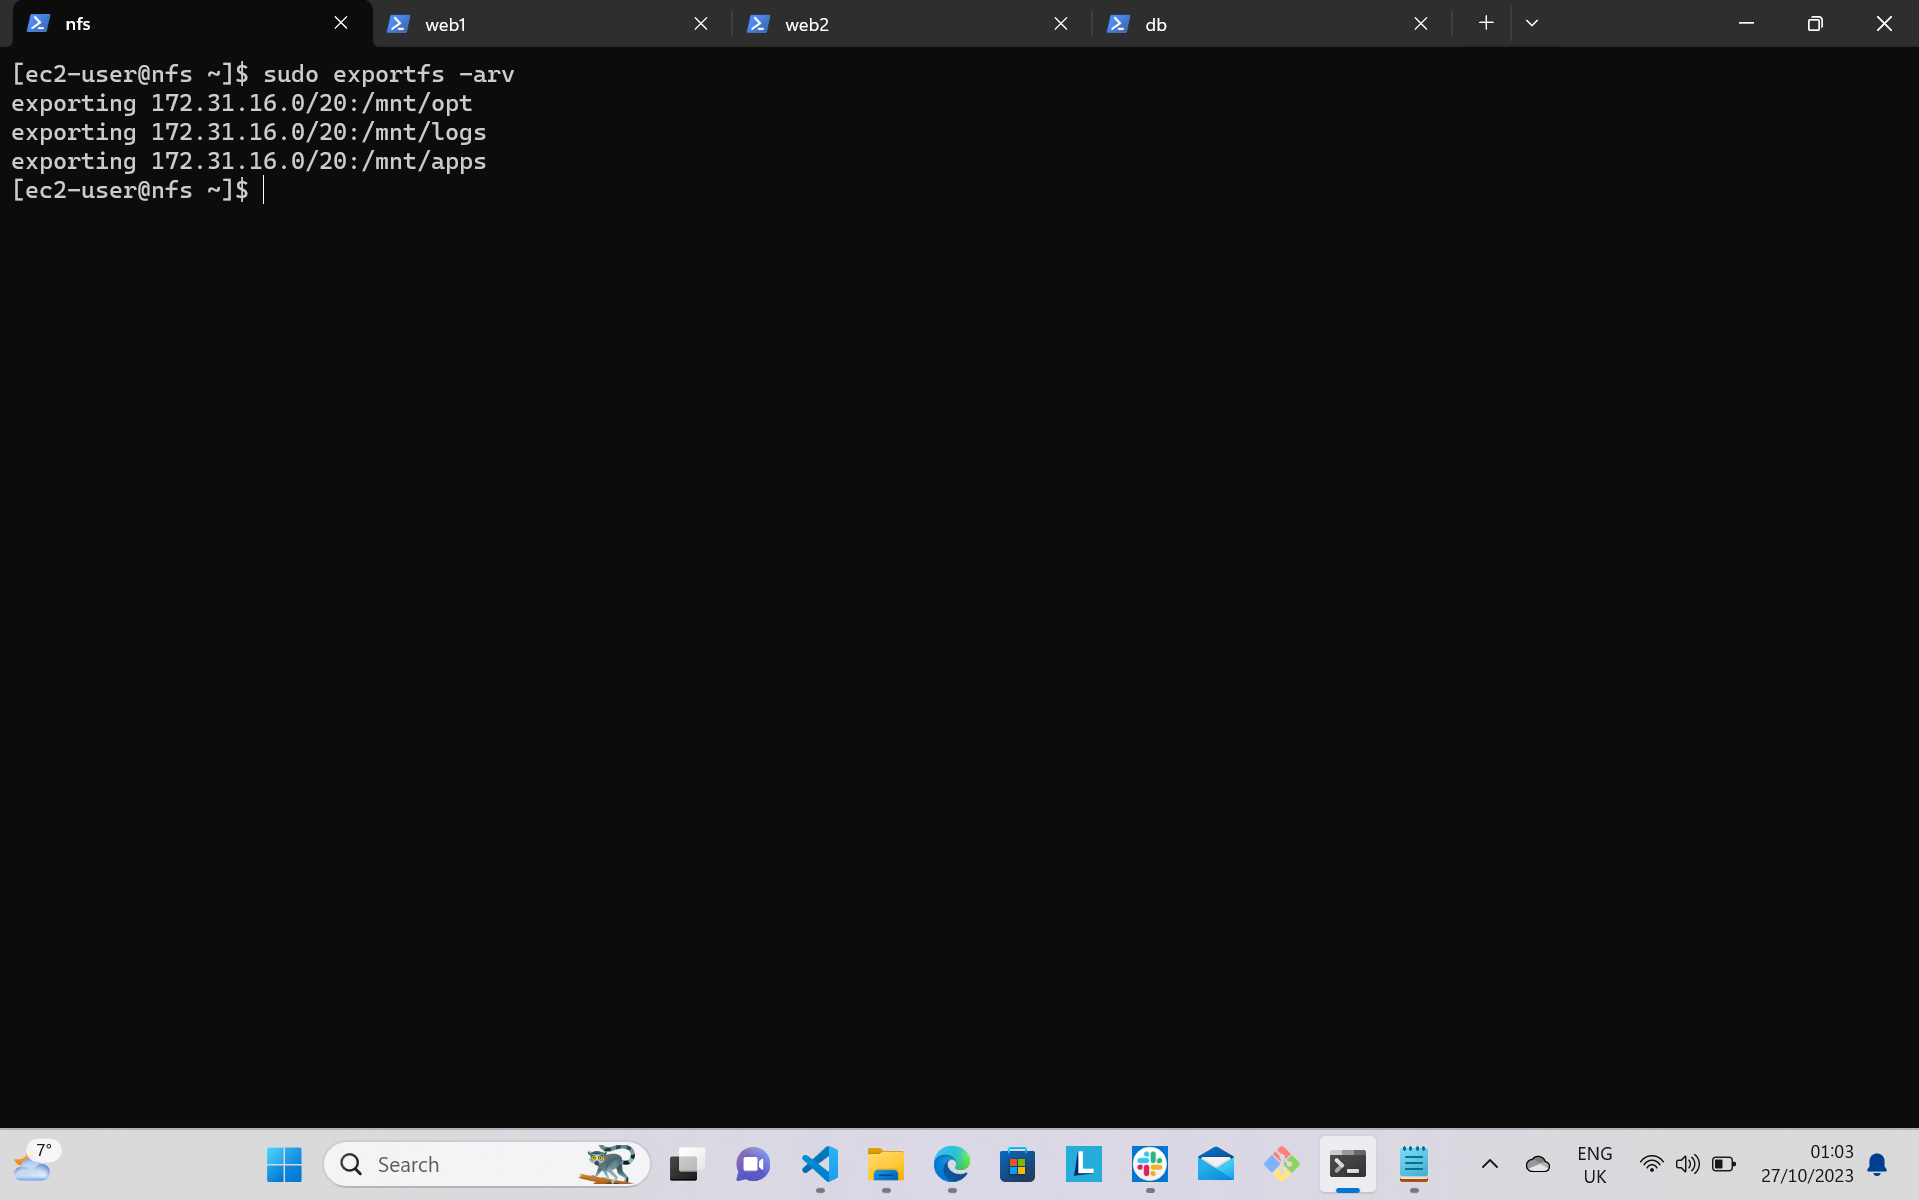 nfs
web1
web2
db
[ec2-user@nfs ~]$ sudo exportfs -arv
exporting 172.31.16.0/20:/mnt/opt
exporting 172.31.16.0/20:/mnt/logs
exporting 172.31.16.0/20:/mnt/apps
[ec2-user@nfs ~]$
7°
Search
L
ENG
UK
01:03
27/10/2023